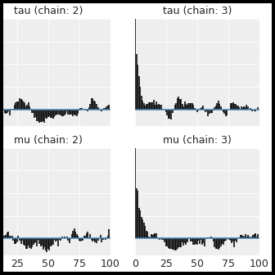 tau (chain: 2)
tau (chain: 3)
mu (chain: 2)
mu (chain: 3)
25 50 75 100
0 25 50 75 100